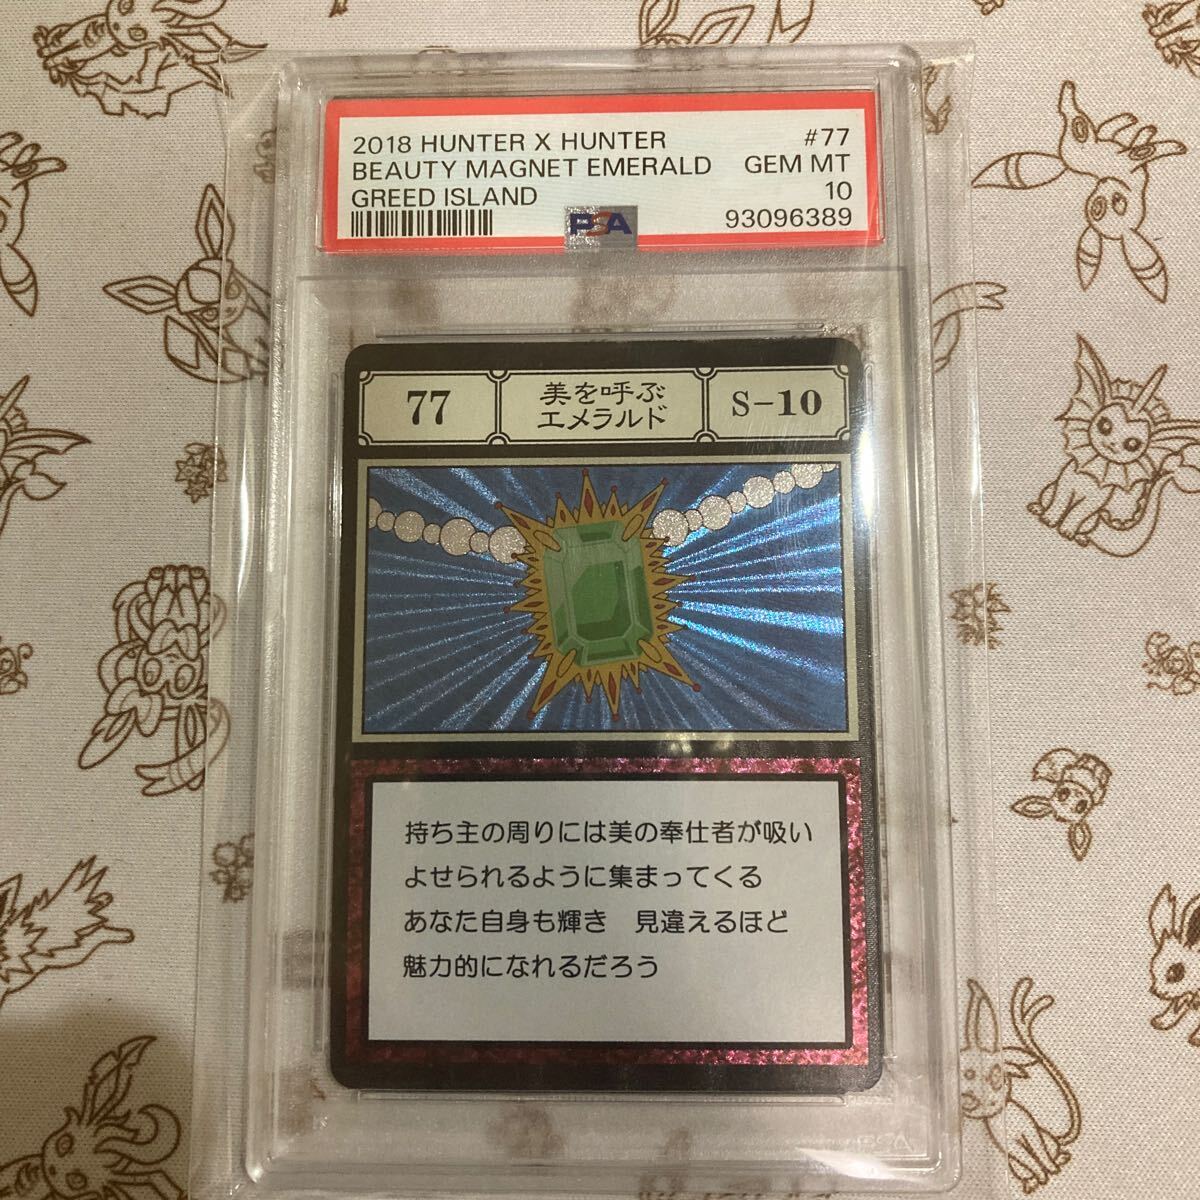 2018 HUNTER X HUNTER #77
BEAUTY MAGNET EMERALD GEM MT
GREED ISLAND 10
PSA 93096389
77 美を呼ぶ S-10
エメラルド
持ち主の周りには美の奉仕者が吸い
よせられるように集まってくる
あなた自身も輝き 見違えるほど
魅力的になれるだろう